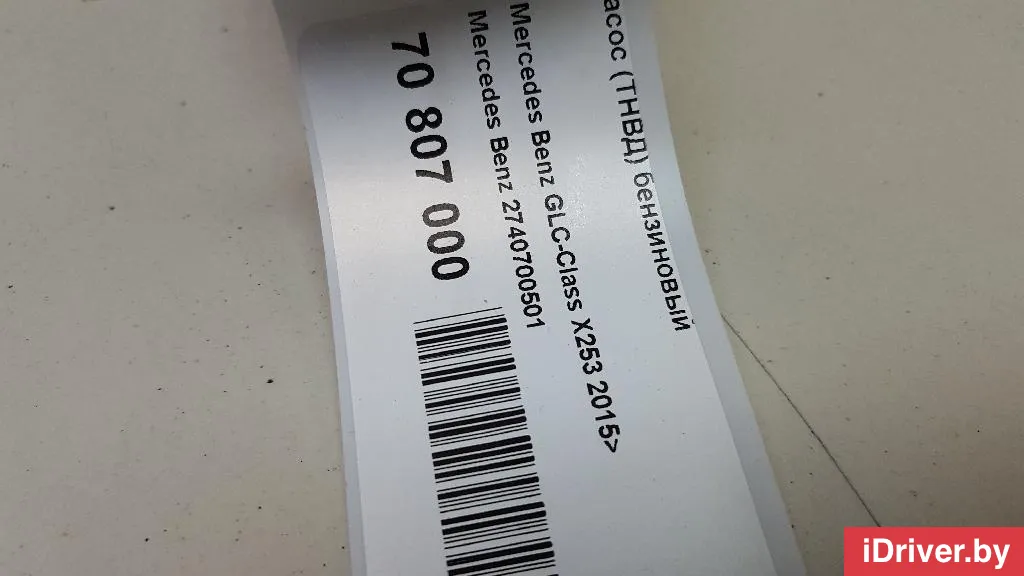 асос (ТНВД) бензиновый
Mercedes Benz GLC-Class X253 2015>
Mercedes Benz 2740700501
70 807 000
iDriver.by